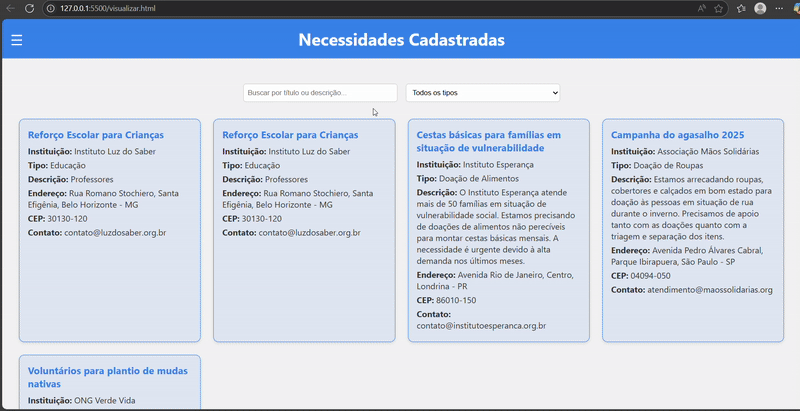 127.0.0.1:5500/visualizar.html
Necessidades Cadastradas
Buscar por título ou descrição...
Todos os tipos
Reforço Escolar para Crianças
Instituição: Instituto Luz do Saber
Tipo: Educação
Descrição: Professores
Endereço: Rua Romano Stochiero, Santa
Efigênia, Belo Horizonte - MG
CEP: 30130-120
Contato: contato@luzdosaber.org.br
Reforço Escolar para Crianças
Instituição: Instituto Luz do Saber
Tipo: Educação
Descrição: Professores
Endereço: Rua Romano Stochiero, Santa
Efigênia, Belo Horizonte - MG
CEP: 30130-120
Contato: contato@luzdosaber.org.br
Cestas básicas para famílias em
situação de vulnerabilidade
Instituição: Instituto Esperança
Tipo: Doação de Alimentos
Descrição: O Instituto Esperança atende
mais de 50 famílias em situação de
vulnerabilidade social. Estamos precisando
de doações de alimentos não perecíveis
para montar cestas básicas mensais. A
necessidade é urgente devido à alta
demanda nos últimos meses.
Endereço: Avenida Rio de Janeiro, Centro,
Londrina - PR
CEP: 86010-150
Contato:
contato@institutoesperanca.org.br
Campanha do agasalho 2025
Instituição: Associação Mãos Solidárias
Tipo: Doação de Roupas
Descrição: Estamos arrecadando roupas,
cobertores e calçados em bom estado para
doação às pessoas em situação de rua
durante o inverno. Precisamos de apoio
tanto com as doações quanto com a
triagem e separação dos itens.
Endereço: Avenida Pedro Álvares Cabral,
Parque Ibirapuera, São Paulo - SP
CEP: 04094-050
Contato: atendimento@maossolidarias.org
Voluntários para plantio de mudas
nativas
Instituição: ONG Verde Vida